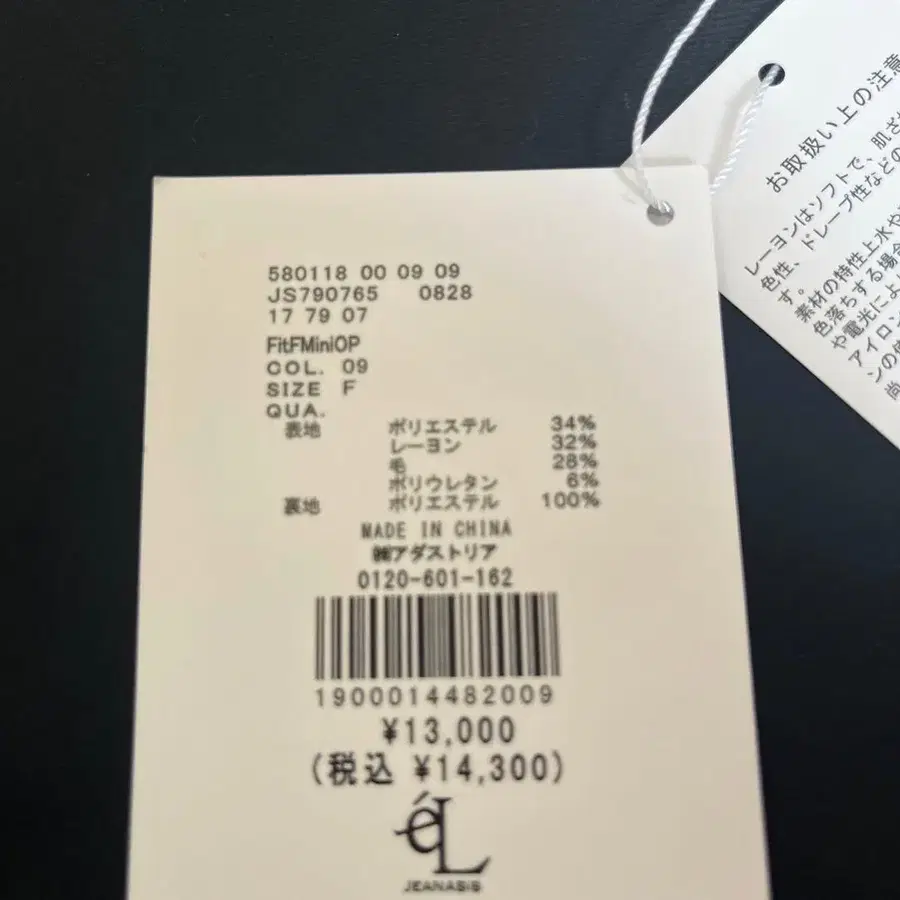 580118 00 09 09
JS790765 0828
17 79 07
FitFMiniOP
COL. 09
SIZE F
QUA.
表地 ポリエステル 34%
レーヨン 32%
毛 28%
ポリウレタン 6%
裏地 ポリエステル 100%
MADE IN CHINA
㈱アダストリア
0120-601-162
1900014482009
¥13,000
(税込 ¥14,300)
éL
JEANASIS
お取扱い上の注意
レーヨンはソフトで、肌ざ
色性、ドレープ性などの
す。
素材の特性上水や
色落ちする場合
や電光によ
アイロン
ンの使
尚